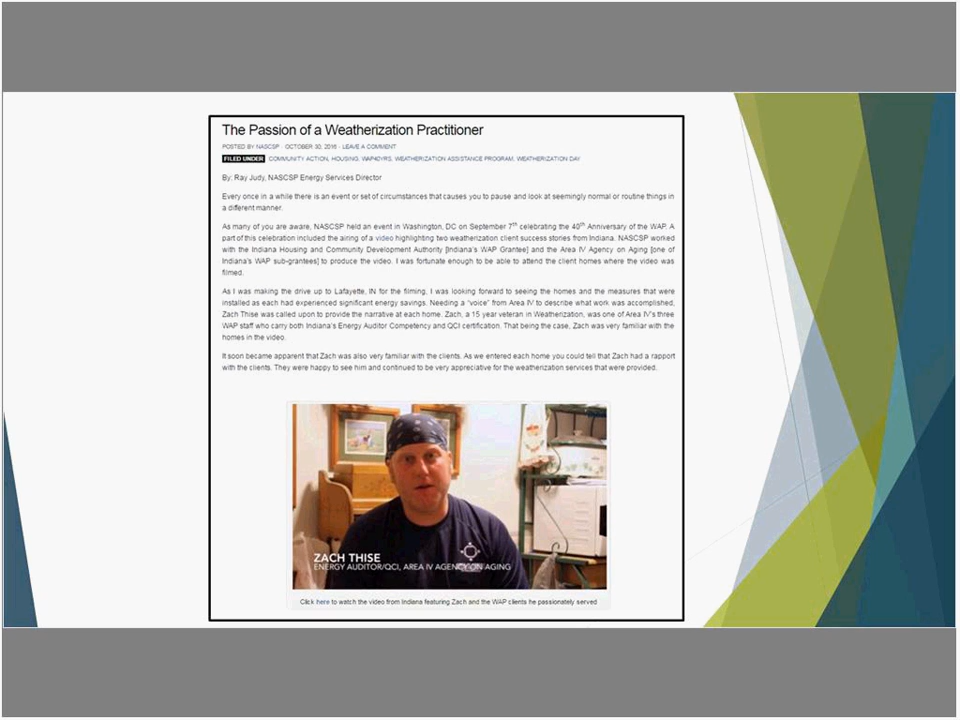 The Passion of a Weatherization Practitioner
POSTED BY NASCSP · OCTOBER 30, 2016 · LEAVE A COMMENT
FILED UNDER COMMUNITY ACTION, HOUSING, WAP40YRS, WEATHERIZATION ASSISTANCE PROGRAM, WEATHERIZATION DAY
By: Ray Judy, NASCSP Energy Services Director
Every once in a while there is an event or set of circumstances that causes you to pause and look at seemingly normal or routine things in
a different manner.
As many of you are aware, NASCSP held an event in Washington, DC on September 7th celebrating the 40th Anniversary of the WAP. A
part of this celebration included the airing of a video highlighting two weatherization client success stories from Indiana. NASCSP worked
with the Indiana Housing and Community Development Authority [Indiana's WAP Grantee] and the Area IV Agency on Aging [one of
Indiana's WAP sub-grantees] to produce the video. I was fortunate enough to be able to attend the client homes where the video was
filmed.
As I was making the drive up to Lafayette, IN for the filming, I was looking forward to seeing the homes and the measures that were
installed as each had experienced significant energy savings. Needing a "voice" from Area IV to describe what work was accomplished,
Zach Thise was called upon to provide the narrative at each home. Zach, a 15 year veteran in Weatherization, was one of Area IV's three
WAP staff who carry both Indiana's Energy Auditor Competency and QCI certification. That being the case, Zach was very familiar with the
homes in the video.
It soon became apparent that Zach was also very familiar with the clients. As we entered each home you could tell that Zach had a rapport
with the clients. They were happy to see him and continued to be very appreciative for the weatherization services that were provided.
ZACH THISE
ENERGY AUDITOR/QCI, AREA IV AGENCY ON AGING
Click here to watch the video from Indiana featuring Zach and the WAP clients he passionately served